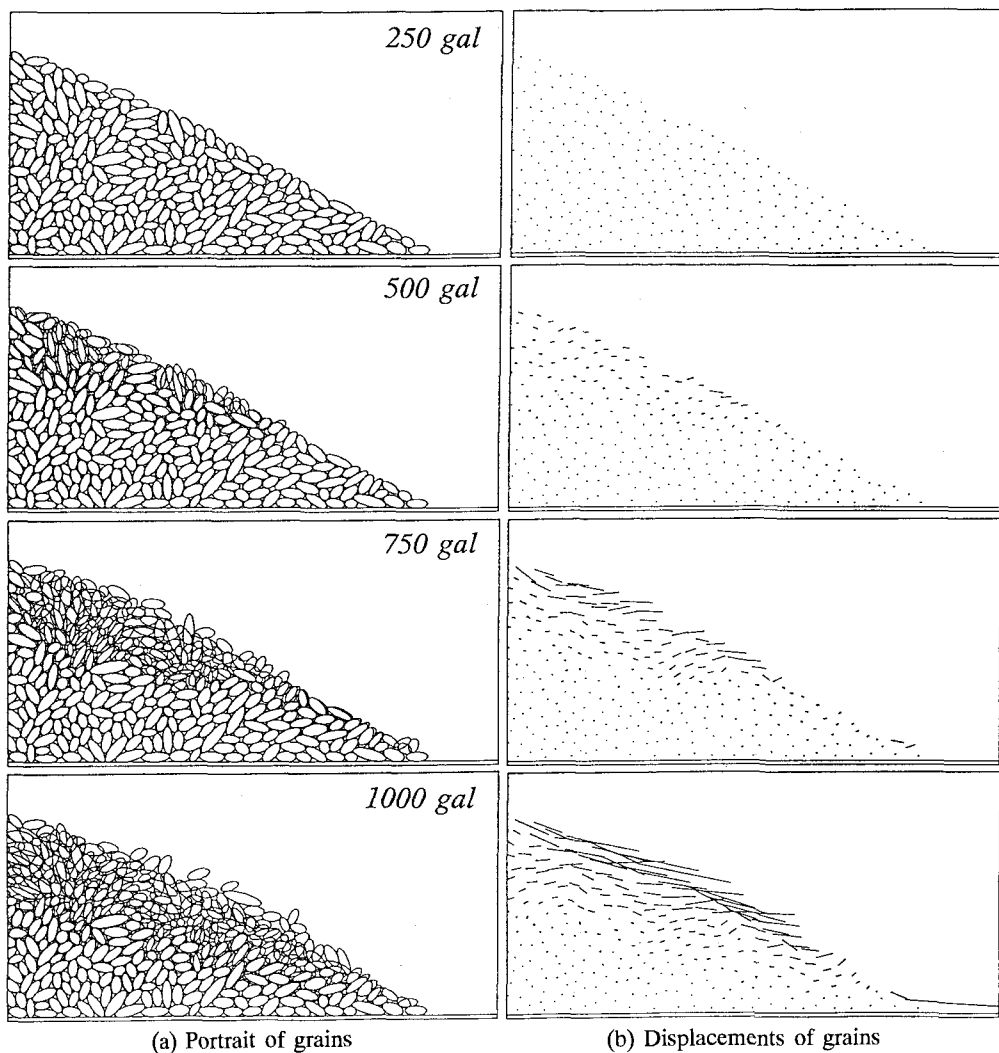 250 gal
500 gal
750 gal
1000 gal
(a) Portrait of grains
(b) Displacements of grains